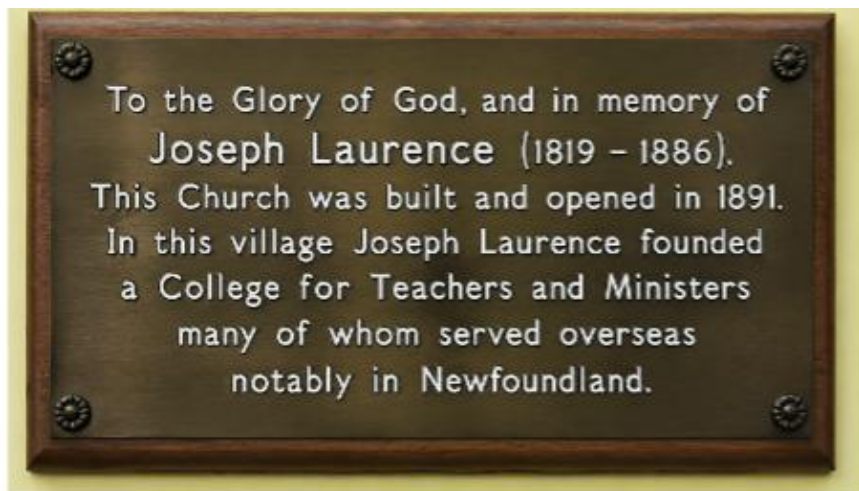 To the Glory of God, and in memory of
Joseph Laurence (1819 – 1886).
This Church was built and opened in 1891.
In this village Joseph Laurence founded
a College for Teachers and Ministers
many of whom served overseas
notably in Newfoundland.